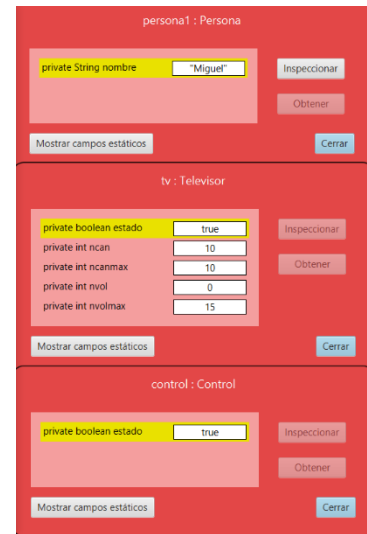 persona1 : Persona
private String nombre "Miguel" Inspeccionar
Obtener
Mostrar campos estáticos Cerrar
tv : Televisor
private boolean estado true Inspeccionar
private int ncan 10
private int ncanmax 10 Obtener
private int nvol 0
private int nvolmax 15
Mostrar campos estáticos Cerrar
control : Control
private boolean estado true Inspeccionar
Obtener
Mostrar campos estáticos Cerrar